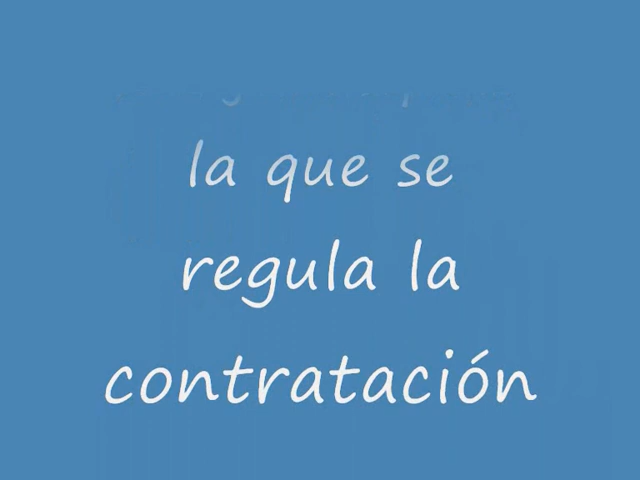 la que se
regula la
contratación